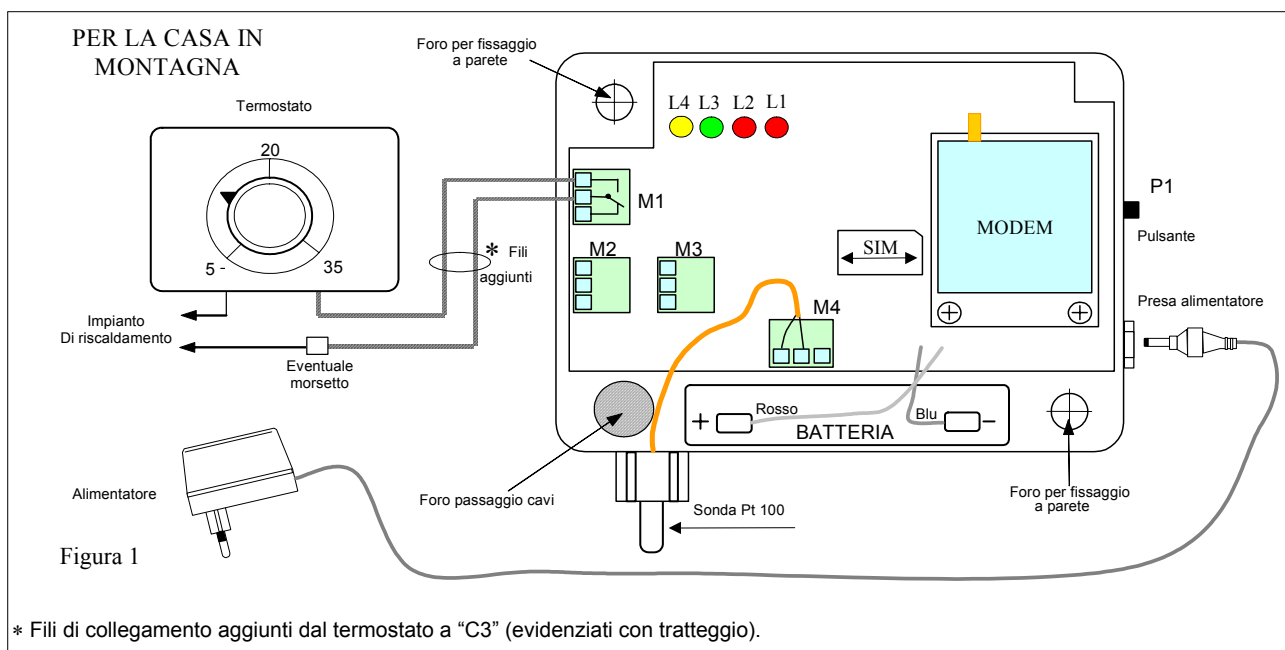 PER LA CASA IN
MONTAGNA
Foro per fissaggio
a parete
Termostato
L4 L3 L2 L1
20
5 -
35
M1
P1
Pulsante
MODEM
SIM
* Fili
aggiunti
M2
M3
M4
Presa alimentatore
Impianto
Di riscaldamento
Eventuale
morsetto
+
Rosso
BATTERIA
Blu
-
Alimentatore
Foro passaggio cavi
Sonda Pt 100
Foro per fissaggio
a parete
Figura 1
* Fili di collegamento aggiunti dal termostato a “C3” (evidenziati con tratteggio).